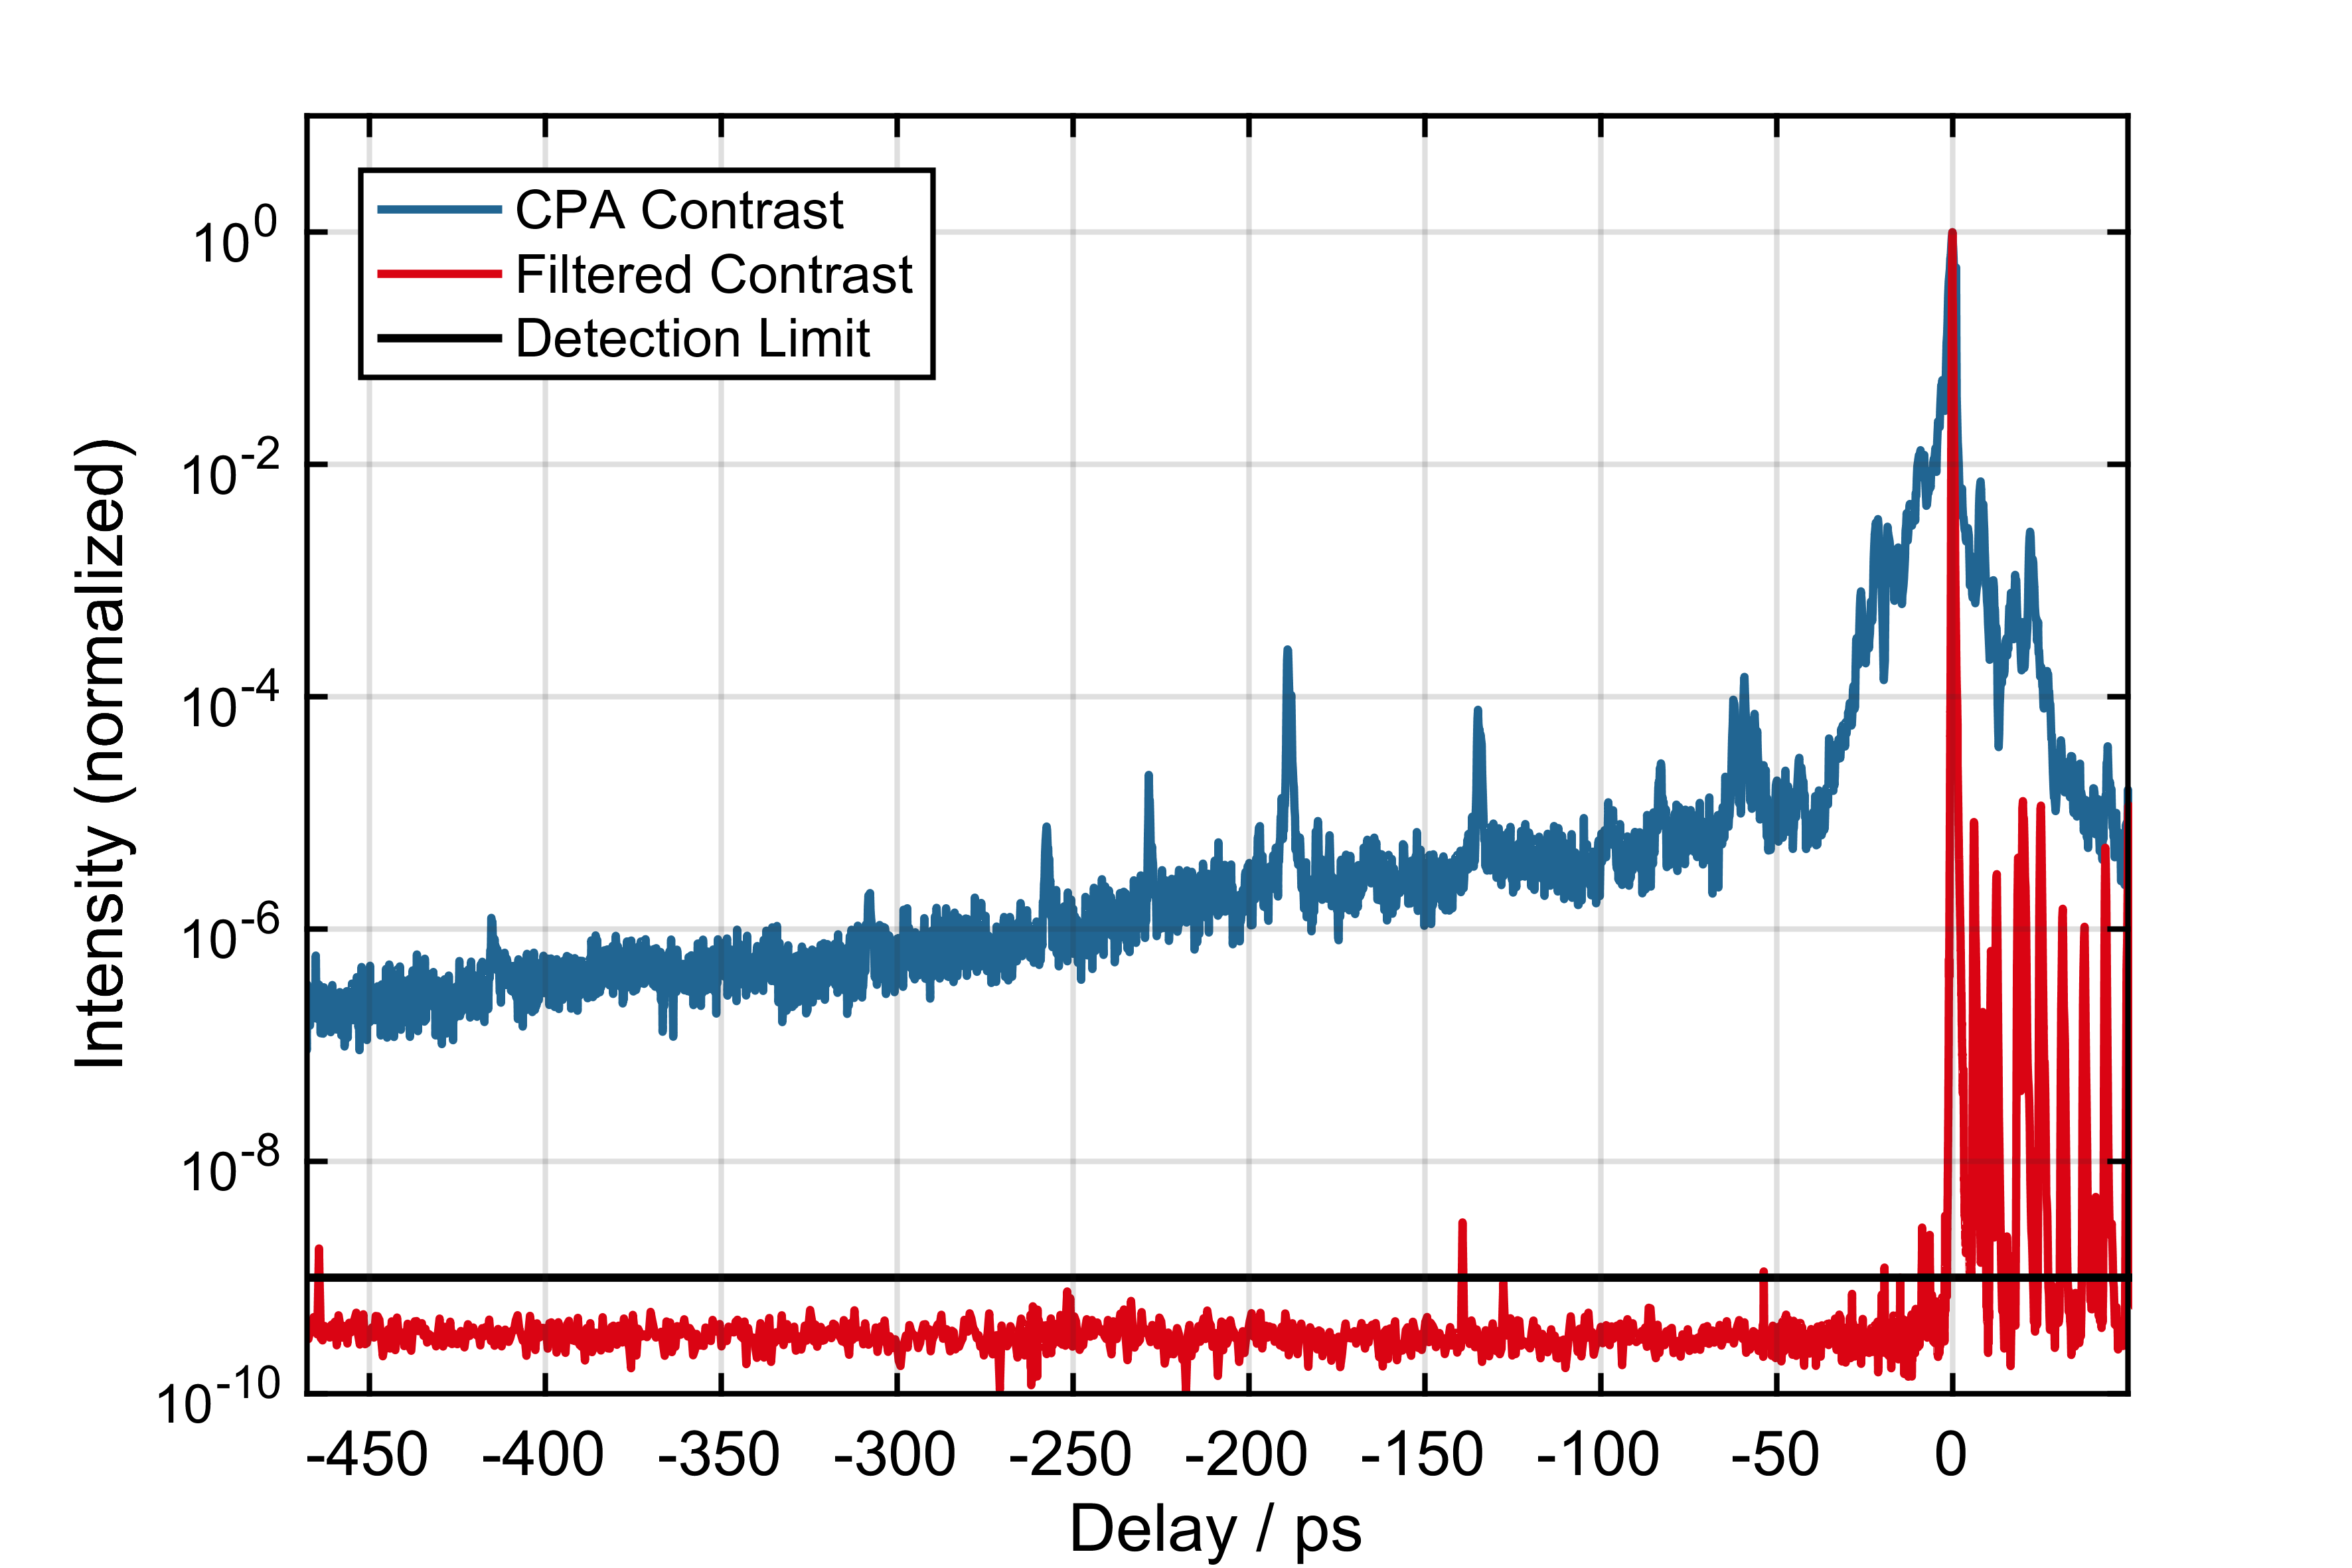 CPA Contrast
Filtered Contrast
Detection Limit
Intensity (normalized)
10^0
10^-2
10^-4
10^-6
10^-8
10^-10
-450 -400 -350 -300 -250 -200 -150 -100 -50 0
Delay / ps